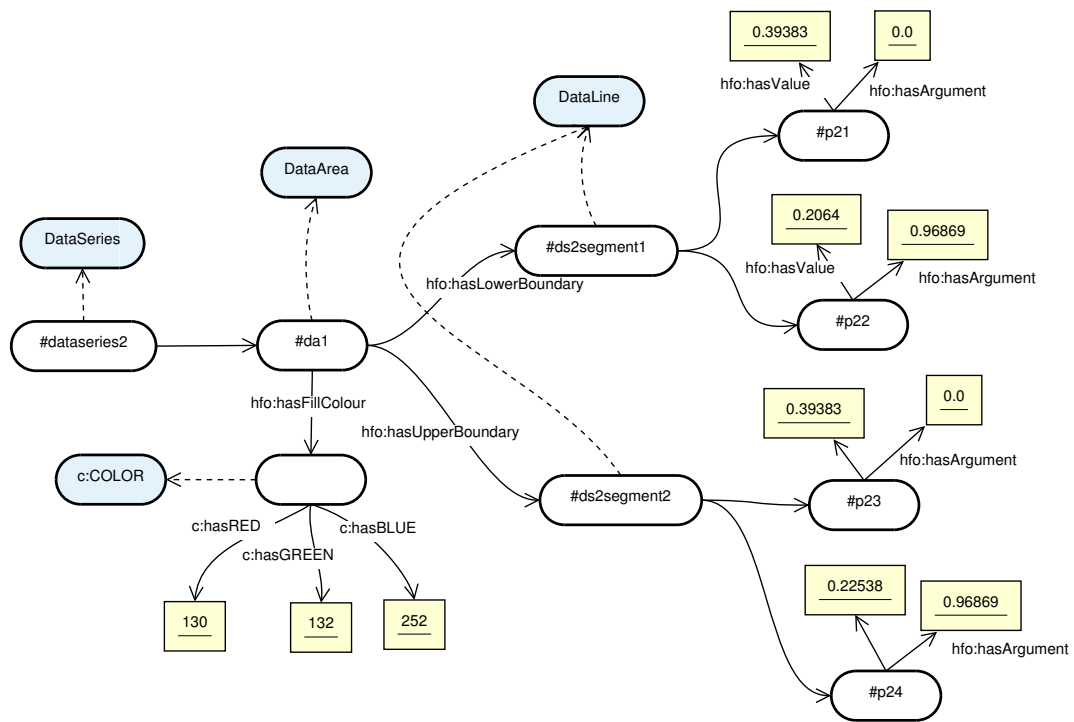 0.39383
0.0
hfo:hasValue
hfo:hasArgument
DataLine
#p21
DataArea
0.2064
0.96869
DataSeries
#ds2segment1
hfo:hasValue
hfo:hasArgument
hfo:hasLowerBoundary
#p22
#dataseries2
#da1
0.39383
0.0
hfo:hasFillColour
hfo:hasUpperBoundary
hfo:hasArgument
c:COLOR
#ds2segment2
#p23
c:hasRED
c:hasBLUE
c:hasGREEN
0.22538
0.96869
130
132
252
hfo:hasArgument
#p24